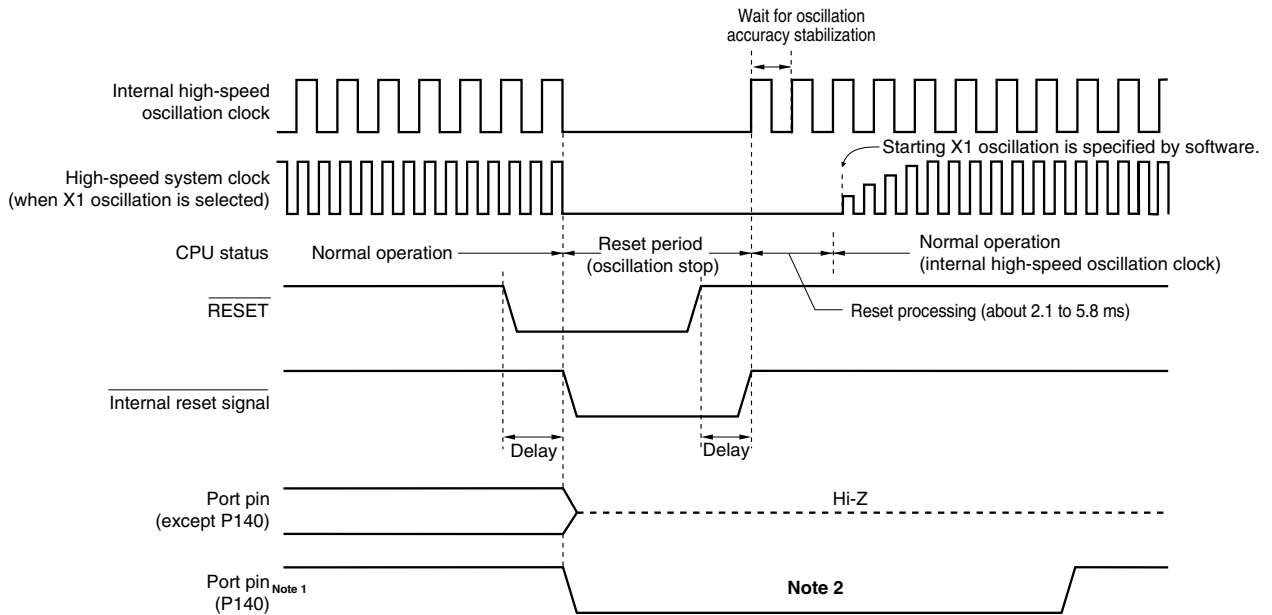 Wait for oscillation
accuracy stabilization
Internal high-speed
oscillation clock
Starting X1 oscillation is specified by software.
High-speed system clock
(when X1 oscillation is selected)
CPU status
Normal operation
Reset period
(oscillation stop)
Normal operation
(internal high-speed oscillation clock)
RESET
Reset processing (about 2.1 to 5.8 ms)
Internal reset signal
Delay
Delay
Port pin
(except P140)
Hi-Z
Port pin Note 1
(P140)
Note 2